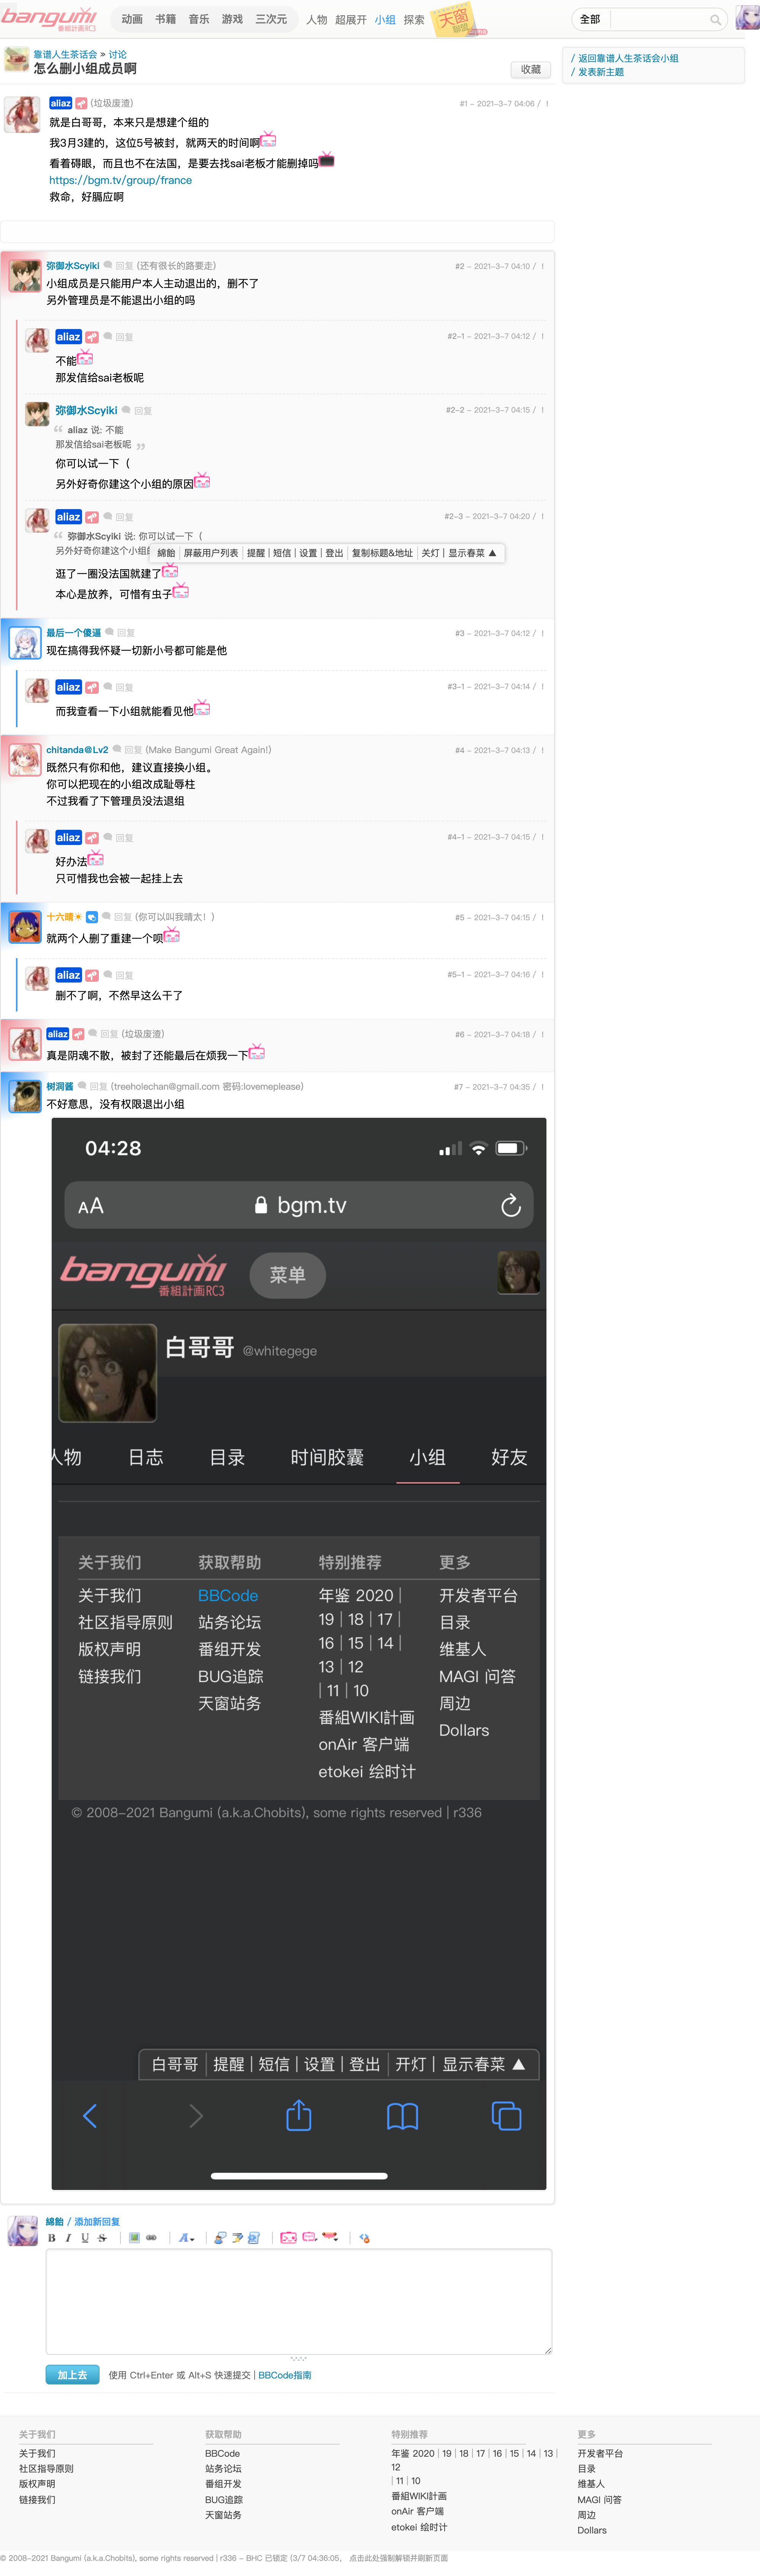 bangumi
番組計画RC3
动画 书籍 音乐 游戏 三次元 人物 超展开 小组 探索 天窗 聯盟
全部
靠谱人生茶话会 » 讨论
怎么删小组成员啊
收藏
/ 返回靠谱人生茶话会小组
/ 发表新主题
aliaz (垃圾废渣)
#1 - 2021-3-7 04:06 / !
就是白哥哥，本来只是想建个组的
我3月3建的，这位5号被封，就两天的时间啊
看着碍眼，而且也不在法国，是要去找sai老板才能删掉吗
https://bgm.tv/group/france
救命，好膈应啊
弥御水Scyiki 回复 (还有很长的路要走)
#2 - 2021-3-7 04:10 / !
小组成员是只能用户本人主动退出的，删不了
另外管理员是不能退出小组的吗
aliaz 回复
#2-1 - 2021-3-7 04:12 / !
不能
那发信给sai老板呢
弥御水Scyiki 回复
#2-2 - 2021-3-7 04:15 / !
“ aliaz 说: 不能
那发信给sai老板呢 ”
你可以试一下（
另外好奇你建这个小组的原因
aliaz 回复
#2-3 - 2021-3-7 04:20 / !
“ 弥御水Scyiki 说: 你可以试一下（
另外好奇你建这个小组的
綿飴 | 屏蔽用户列表 | 提醒 | 短信 | 设置 | 登出 | 复制标题&地址 | 关灯 | 显示春菜 ▲
逛了一圈没法国就建了
本心是放养，可惜有虫子
最后一个傻逼 回复
#3 - 2021-3-7 04:12 / !
现在搞得我怀疑一切新小号都可能是他
aliaz 回复
#3-1 - 2021-3-7 04:14 / !
而我查看一下小组就能看见他
chitanda@Lv2 回复 (Make Bangumi Great Again!)
#4 - 2021-3-7 04:13 / !
既然只有你和他，建议直接换小组。
你可以把现在的小组改成耻辱柱
不过我看了下管理员没法退组
aliaz 回复
#4-1 - 2021-3-7 04:15 / !
好办法
只可惜我也会被一起挂上去
十六晴☀ 回复 (你可以叫我晴太！)
#5 - 2021-3-7 04:15 / !
就两个人删了重建一个呗
aliaz 回复
#5-1 - 2021-3-7 04:16 / !
删不了啊，不然早这么干了
aliaz 回复 (垃圾废渣)
#6 - 2021-3-7 04:18 / !
真是阴魂不散，被封了还能最后在烦我一下
树洞酱 回复 (treeholechan@gmail.com 密码:lovemeplease)
#7 - 2021-3-7 04:35 / !
不好意思，没有权限退出小组
04:28
AA bgm.tv
bangumi
番組計画RC3
菜单
白哥哥 @whitegege
人物 日志 目录 时间胶囊 小组 好友
关于我们 获取帮助 特别推荐 更多
关于我们 BBCode 年鉴 2020 | 开发者平台
社区指导原则 站务论坛 19 | 18 | 17 | 目录
版权声明 番组开发 16 | 15 | 14 | 维基人
链接我们 BUG追踪 13 | 12 MAGI 问答
天窗站务 | 11 | 10 周边
番組WIKI計画 Dollars
onAir 客户端
etokei 绘时计
© 2008-2021 Bangumi (a.k.a.Chobits), some rights reserved | r336
白哥哥 | 提醒 | 短信 | 设置 | 登出 | 开灯 | 显示春菜 ▲
綿飴 / 添加新回复
B I U S A
加上去 使用 Ctrl+Enter 或 Alt+S 快速提交 | BBCode指南
关于我们 获取帮助 特别推荐 更多
关于我们 BBCode 年鉴 2020 | 19 | 18 | 17 | 16 | 15 | 14 | 13 | 开发者平台
社区指导原则 站务论坛 12 目录
版权声明 番组开发 | 11 | 10 维基人
链接我们 BUG追踪 番組WIKI計画 MAGI 问答
天窗站务 onAir 客户端 周边
etokei 绘时计 Dollars
© 2008-2021 Bangumi (a.k.a.Chobits), some rights reserved | r336 - BHC 已锁定 (3/7 04:36:05， 点击此处强制解锁并刷新页面